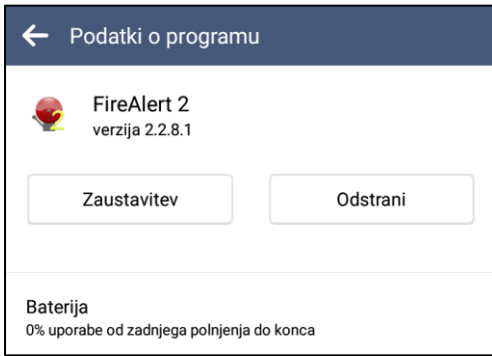 Podatki o programu
FireAlert 2
2
verzija 2.2.8.1
Zaustavitev
Odstrani
Baterija
0% uporabe od zadnjega polnjenja do konca